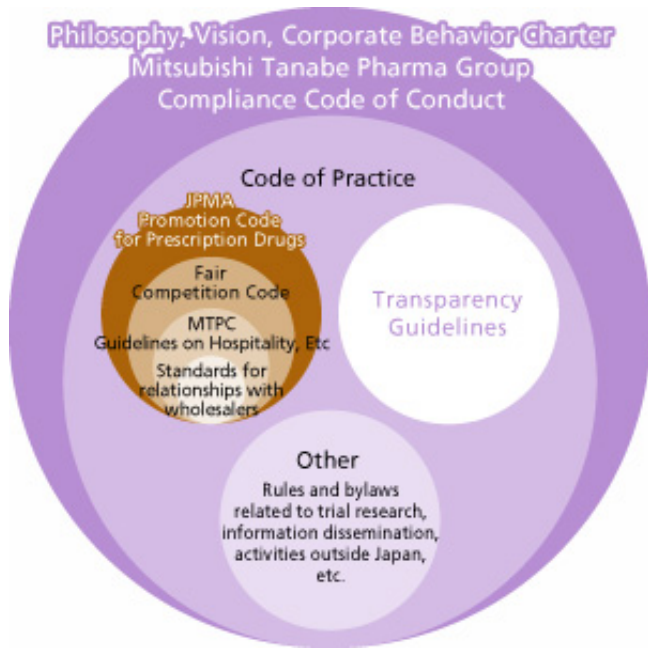 Philosophy, Vision, Corporate Behavior Charter
Mitsubishi Tanabe Pharma Group
Compliance Code of Conduct
Code of Practice
JPMA
Promotion Code
for Prescription Drugs
Fair
Competition Code
MTPC
Guidelines on Hospitality, Etc
Standards for
relationships with
wholesalers
Transparency
Guidelines
Other
Rules and bylaws
related to trial research,
information dissemination,
activities outside Japan,
etc.